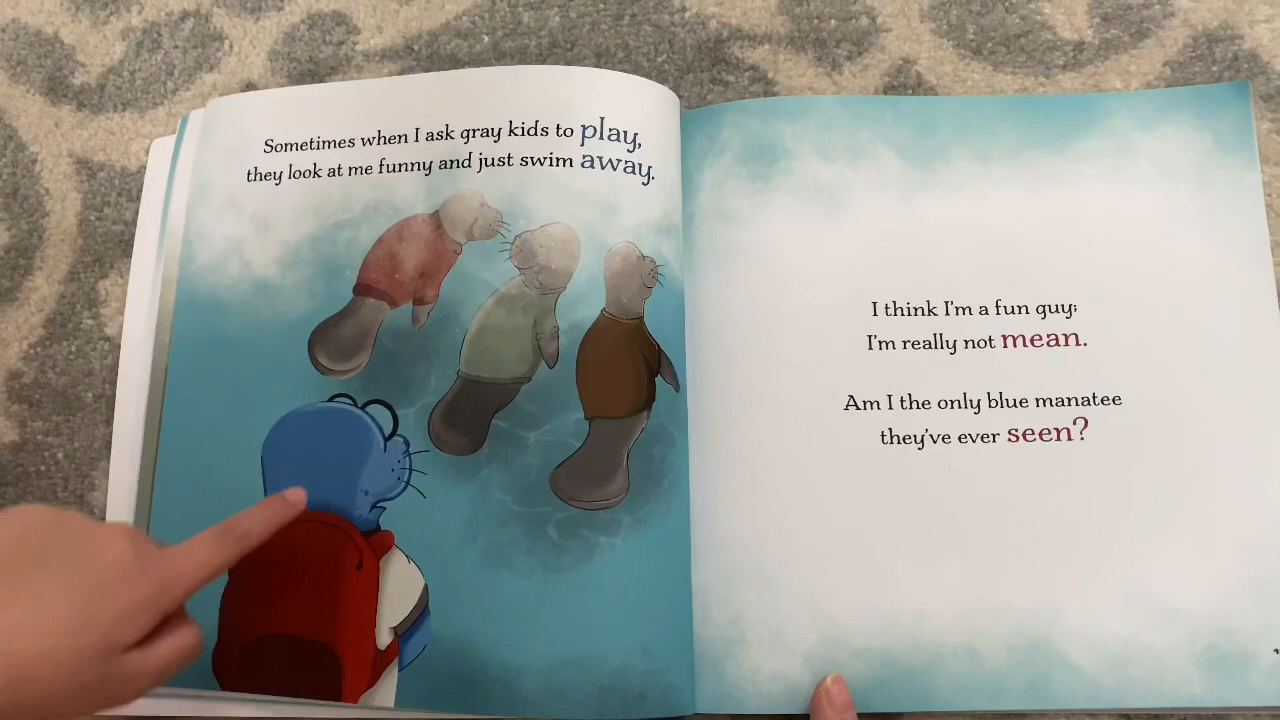 Sometimes when I ask gray kids to play,
they look at me funny and just swim away.
I think I'm a fun guy;
I'm really not mean.
Am I the only blue manatee
they've ever seen?